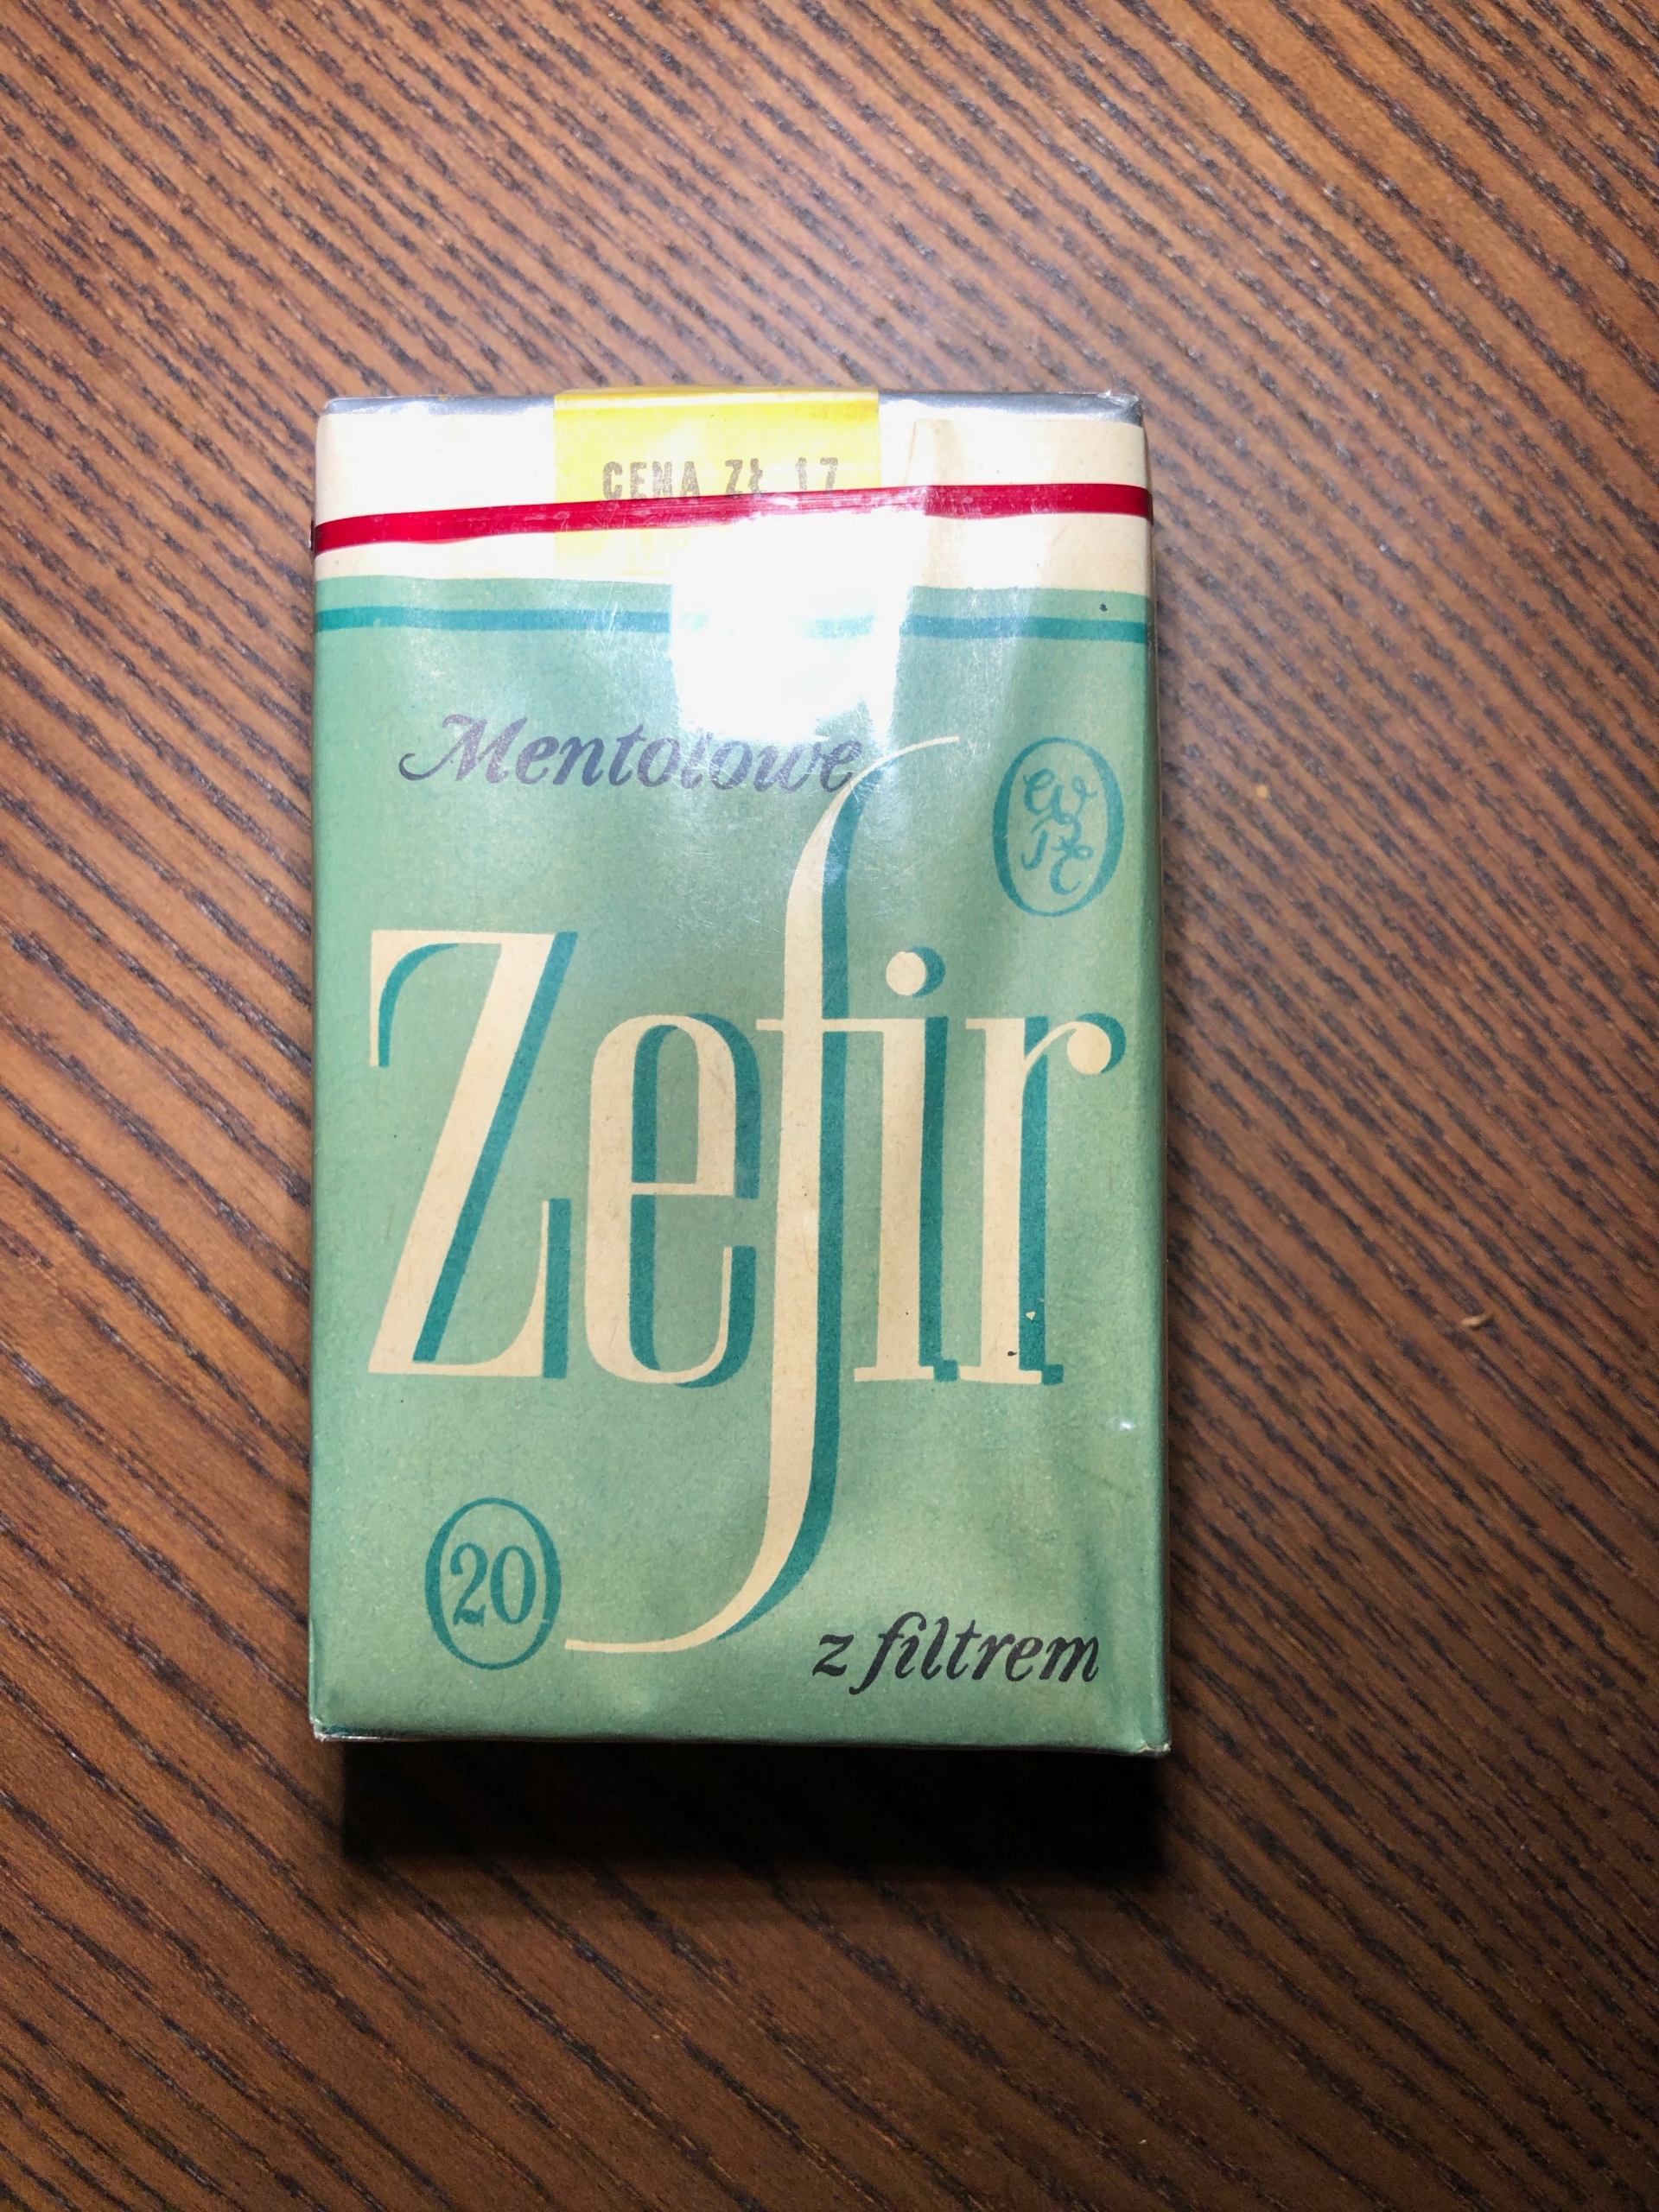 CENA ZŁ 17
Mentolowe
Zefir
20
z filtrem